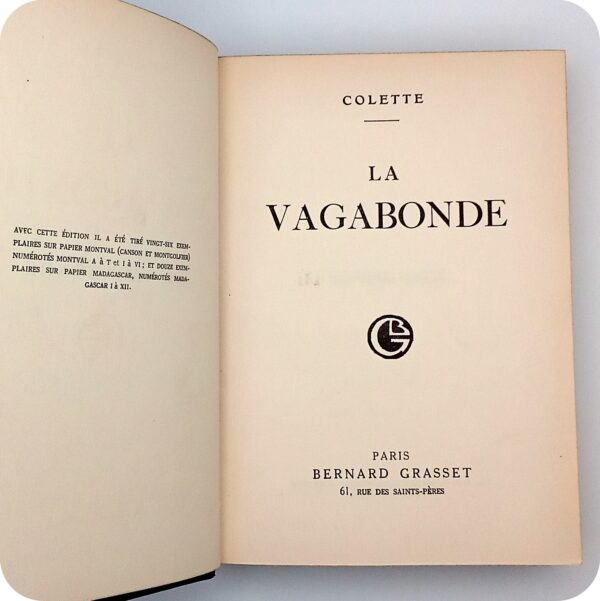 AVEC CETTE ÉDITION IL A ÉTÉ TIRÉ VINGT-SIX EXEM-
PLAIRES SUR PAPIER MONTVAL (CANSON ET MONTGOLFIER)
NUMÉROTÉS MONTVAL A à T et I à VI ; ET DOUZE EXEM-
PLAIRES SUR PAPIER MADAGASCAR, NUMÉROTÉS MADA-
GASCAR I à XII.
COLETTE
LA
VAGABONDE
BG
PARIS
BERNARD GRASSET
61, RUE DES SAINTS-PÈRES